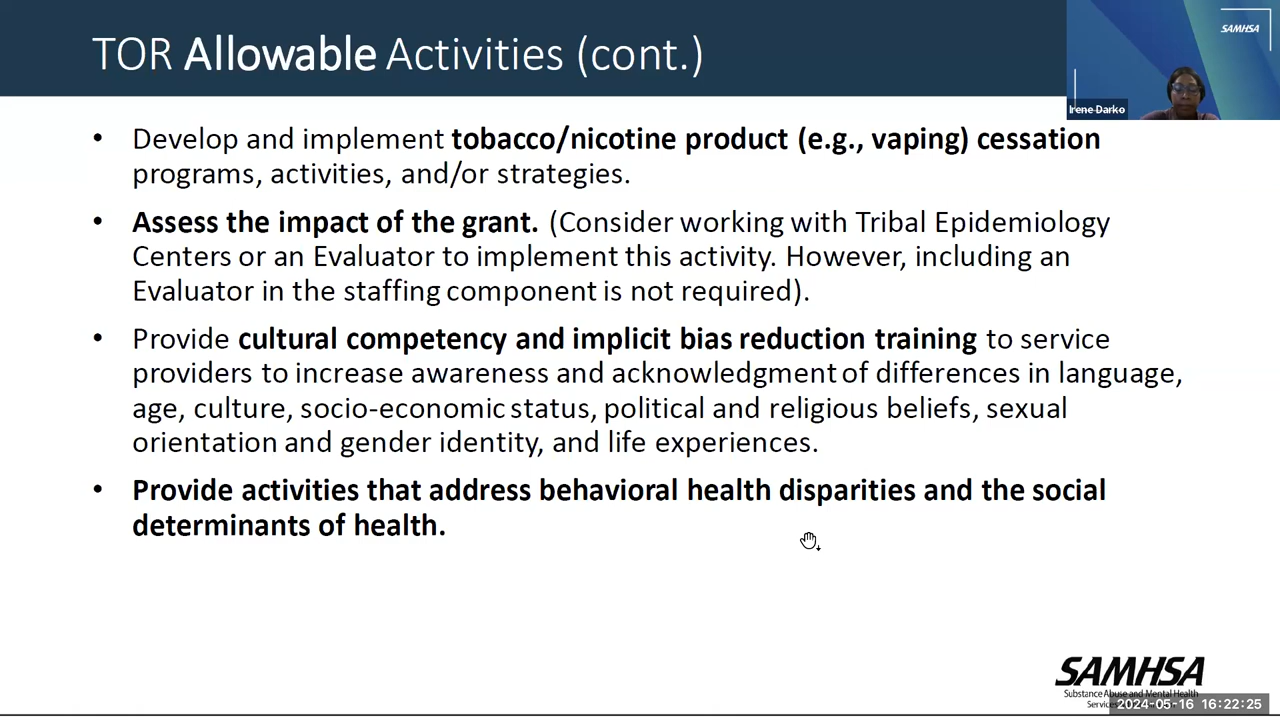 TOR Allowable Activities (cont.)
SAMHSA
Irene Darko
• Develop and implement tobacco/nicotine product (e.g., vaping) cessation
programs, activities, and/or strategies.
• Assess the impact of the grant. (Consider working with Tribal Epidemiology
Centers or an Evaluator to implement this activity. However, including an
Evaluator in the staffing component is not required).
• Provide cultural competency and implicit bias reduction training to service
providers to increase awareness and acknowledgment of differences in language,
age, culture, socio-economic status, political and religious beliefs, sexual
orientation and gender identity, and life experiences.
• Provide activities that address behavioral health disparities and the social
determinants of health.
SAMHSA
Substance Abuse and Mental Health
Services
2024-05-16 16:22:25